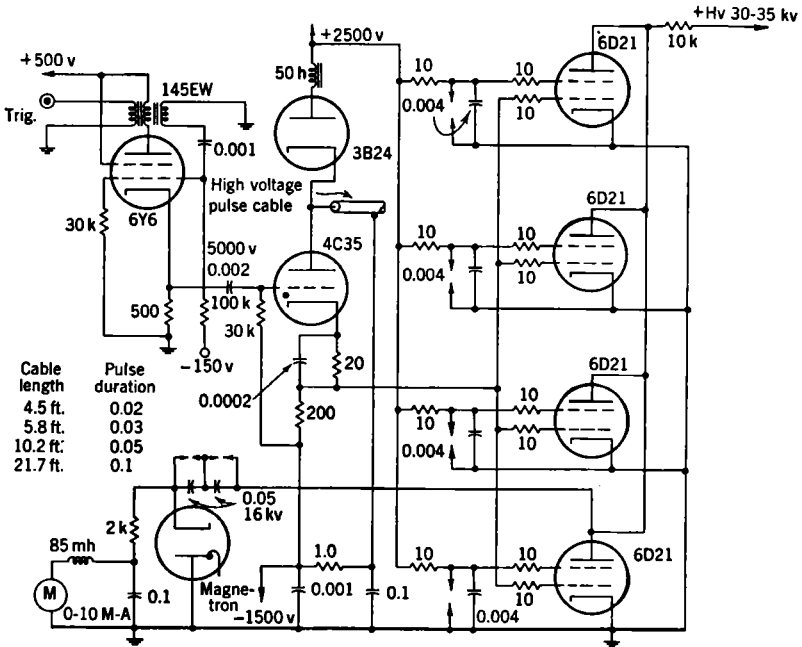 +Hv 30-35 kv
10 k
+2500 v
6D21
+500 v
145EW
50 h
10
10
10
0.004
Trig.
3B24
0.001
High voltage
pulse cable
6D21
6Y6
30 k
5000 v
0.002
4C35
10
10
10
0.004
100 k
500
30 k
-150 v
20
0.0002
200
6D21
10
10
10
0.004
Cable
length
Pulse
duration
4.5 ft. 0.02
5.8 ft. 0.03
10.2 ft. 0.05
21.7 ft. 0.1
0.05
16 kv
2 k
85 mh
M
0-10 M-A
0.1
Magne-
tron
1.0
-1500 v
0.001
0.1
10
10
10
0.004
6D21